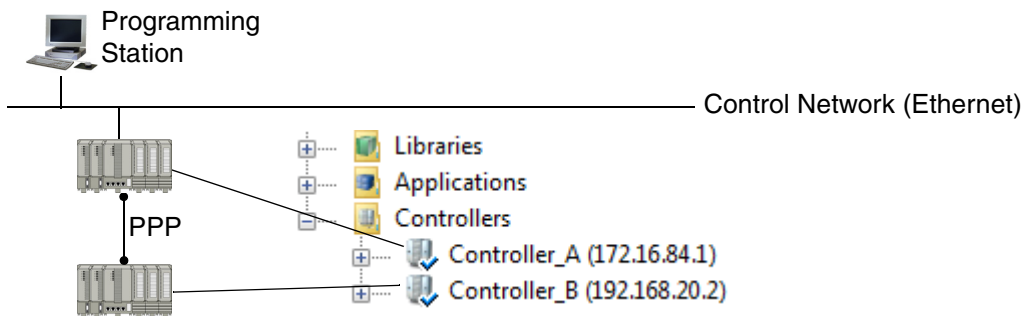 Programming
Station
Control Network (Ethernet)
Libraries
Applications
Controllers
PPP
Controller_A (172.16.84.1)
Controller_B (192.168.20.2)